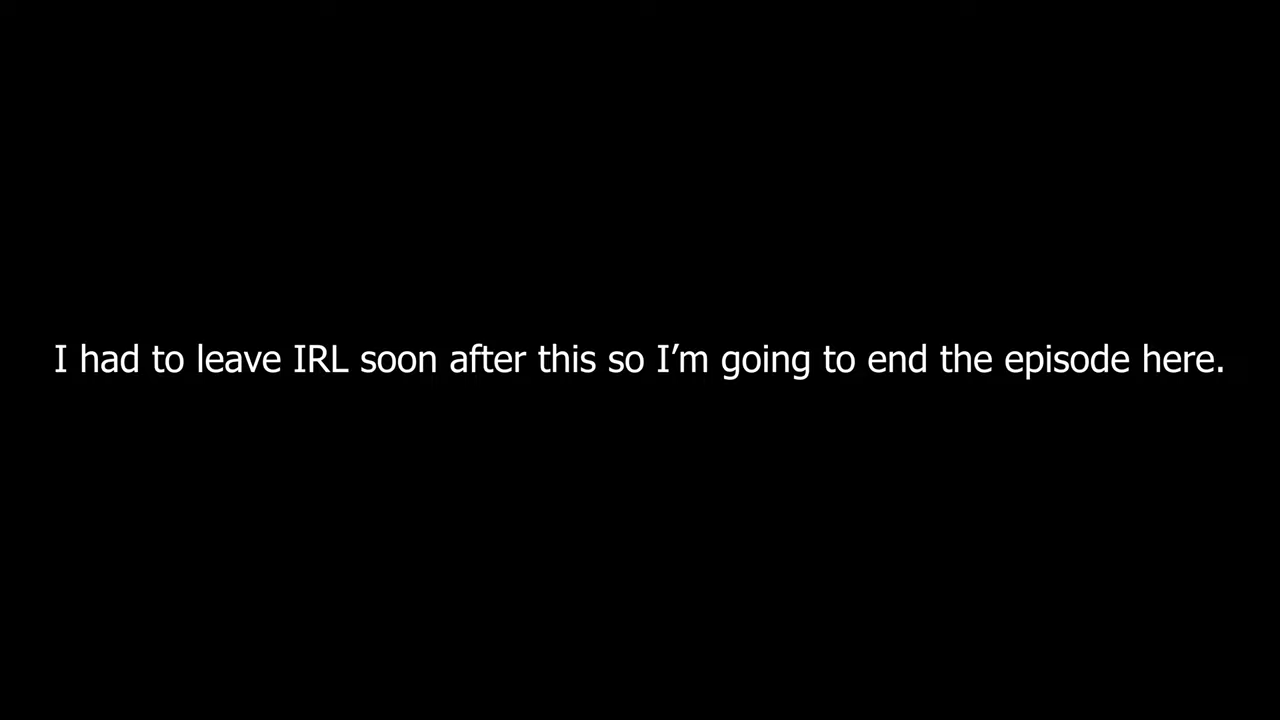 I had to leave IRL soon after this so I’m going to end the episode here.